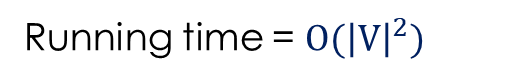 Running time = O(|V|²)